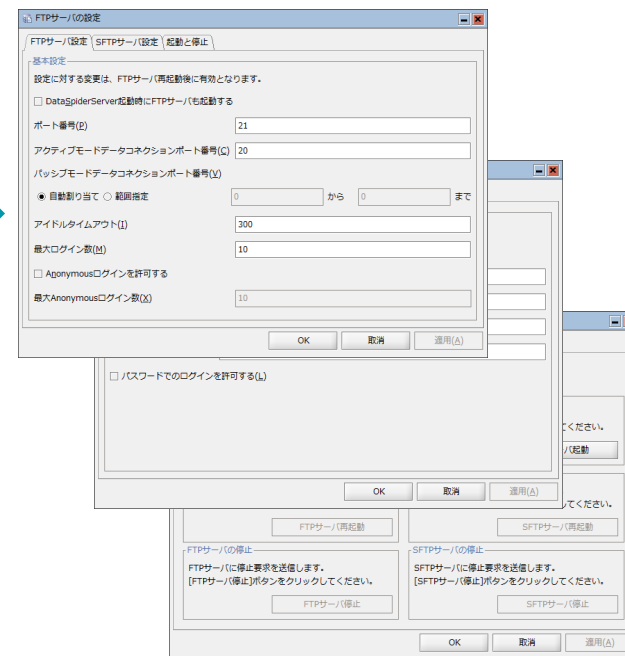 FTPサーバの設定
FTPサーバ設定 SFTPサーバ設定 起動と停止
基本設定
設定に対する変更は、FTPサーバ再起動後に有効となります。
DataSpiderServer起動時にFTPサーバも起動する
ポート番号(P) 21
アクティブモードデータコネクションポート番号(C) 20
パッシブモードデータコネクションポート番号(V)
自動割り当て 範囲指定 0 から 0 まで
アイドルタイムアウト(I) 300
最大ログイン数(M) 10
Anonymousログインを許可する
最大Anonymousログイン数(X) 10
OK 取消 適用(A)
パスワードでのログインを許可する(L)
OK 取消 適用(A)
てください。
バ起動
してください。
FTPサーバ再起動 SFTPサーバ再起動
FTPサーバの停止
FTPサーバに停止要求を送信します。
[FTPサーバ停止]ボタンをクリックしてください。
FTPサーバ停止
SFTPサーバの停止
SFTPサーバに停止要求を送信します。
[SFTPサーバ停止]ボタンをクリックしてください。
SFTPサーバ停止
OK 取消 適用(A)